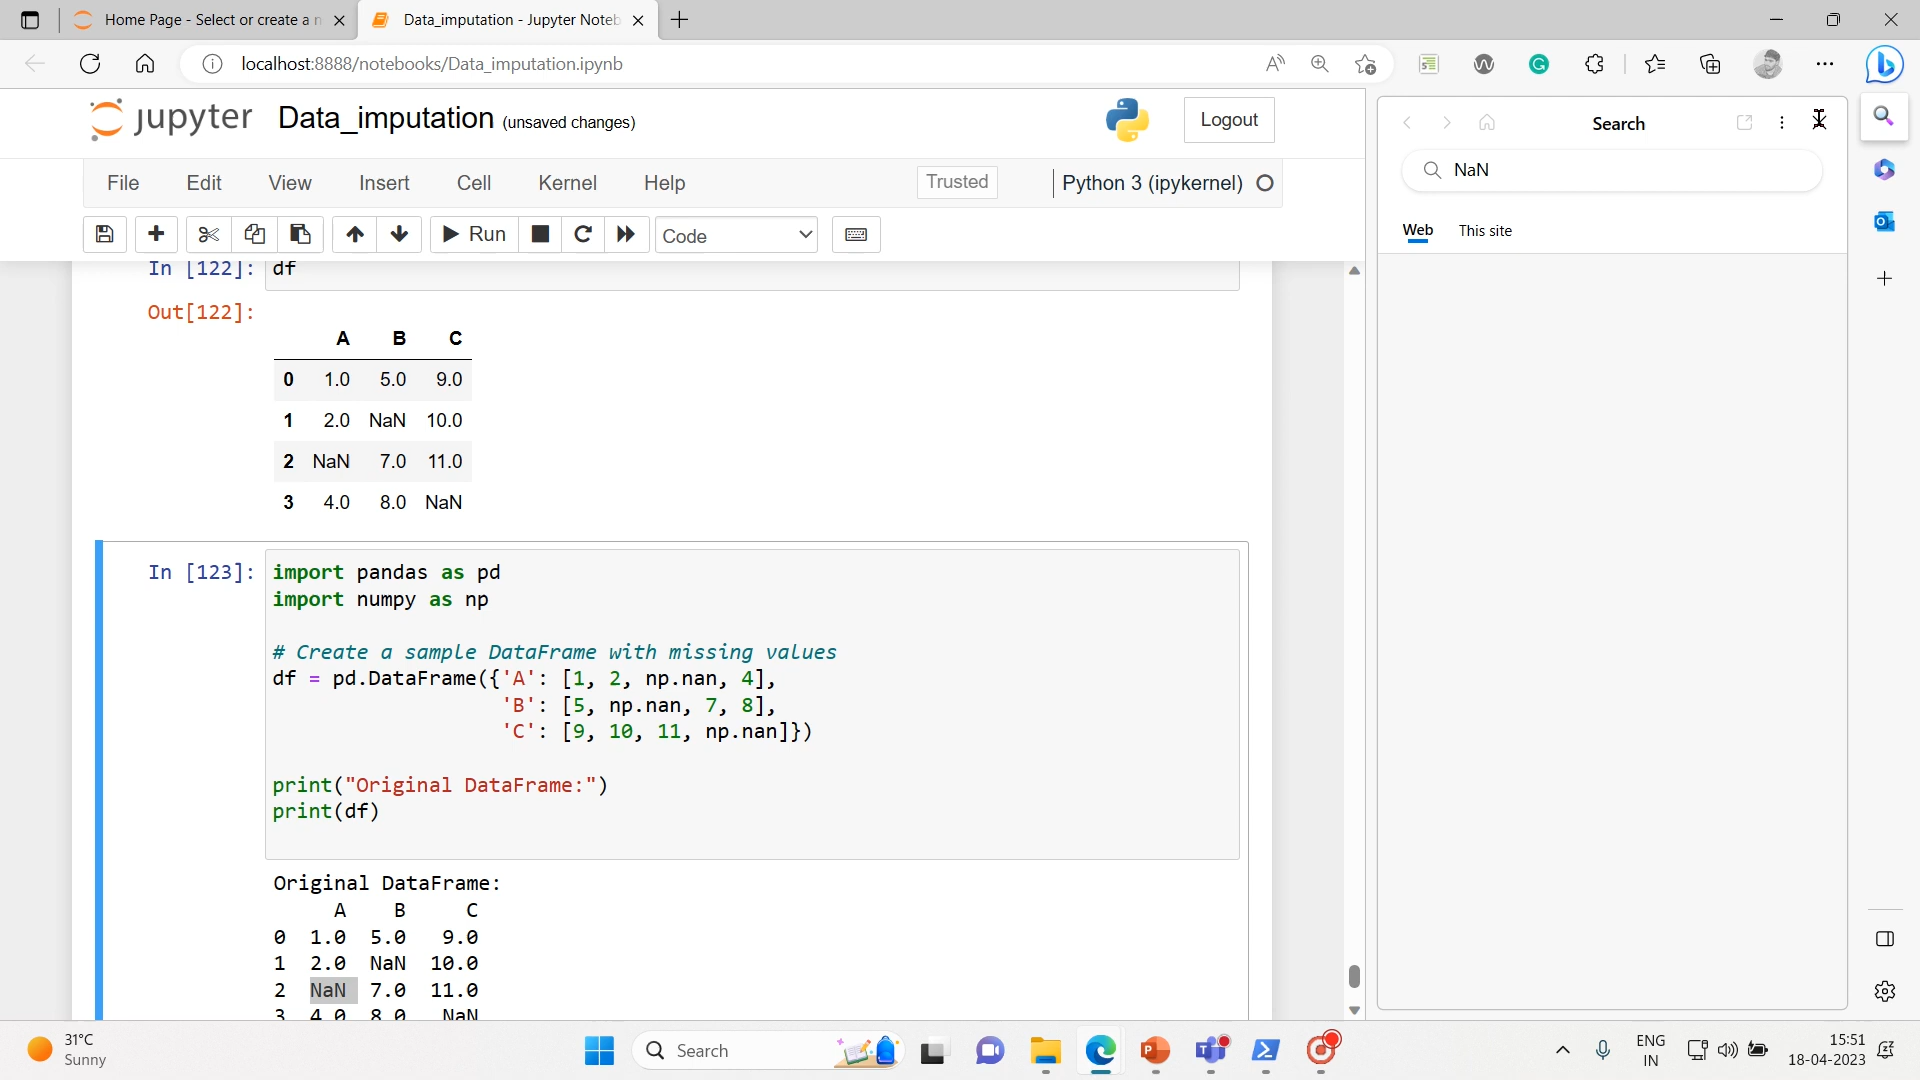 Home Page - Select or create a n
Data_imputation - Jupyter Noteb
localhost:8888/notebooks/Data_imputation.ipynb
jupyter Data_imputation (unsaved changes)
Logout
File Edit View Insert Cell Kernel Help
Trusted
Python 3 (ipykernel)
Run
Code
In [122]: df
Out[122]:
A B C
0 1.0 5.0 9.0
1 2.0 NaN 10.0
2 NaN 7.0 11.0
3 4.0 8.0 NaN
In [123]: import pandas as pd
import numpy as np
# Create a sample DataFrame with missing values
df = pd.DataFrame({'A': [1, 2, np.nan, 4],
'B': [5, np.nan, 7, 8],
'C': [9, 10, 11, np.nan]})
print("Original DataFrame:")
print(df)
Original DataFrame:
A B C
0 1.0 5.0 9.0
1 2.0 NaN 10.0
2 NaN 7.0 11.0
3 4.0 8.0 NaN
Search
NaN
Web This site
31°C
Sunny
Search
ENG
IN
15:51
18-04-2023